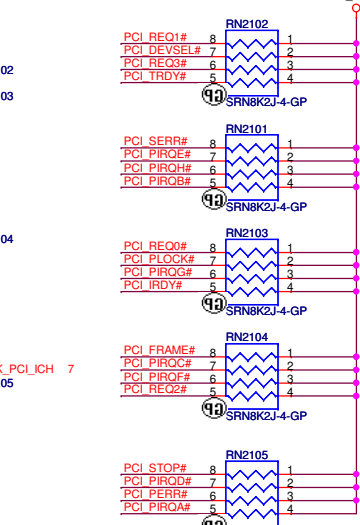 RN2102
PCI_REQ1# 8 1
PCI_DEVSEL# 7 2
PCI_REQ3# 6 3
PCI_TRDY# 5 4
02
03
GP SRN8K2J-4-GP
RN2101
PCI_SERR# 8 1
PCI_PIRQE# 7 2
PCI_PIRQH# 6 3
PCI_PIRQB# 5 4
GP SRN8K2J-4-GP
RN2103
04
PCI_REQ0# 8 1
PCI_PLOCK# 7 2
PCI_PIRQG# 6 3
PCI_IRDY# 5 4
GP SRN8K2J-4-GP
RN2104
PCI_FRAME# 8 1
PCI_PIRQC# 7 2
K_PCI_ICH 7
PCI_PIRQF# 6 3
05
PCI_REQ2# 5 4
GP SRN8K2J-4-GP
RN2105
PCI_STOP# 8 1
PCI_PIRQD# 7 2
PCI_PERR# 6 3
PCI_PIRQA# 5 4